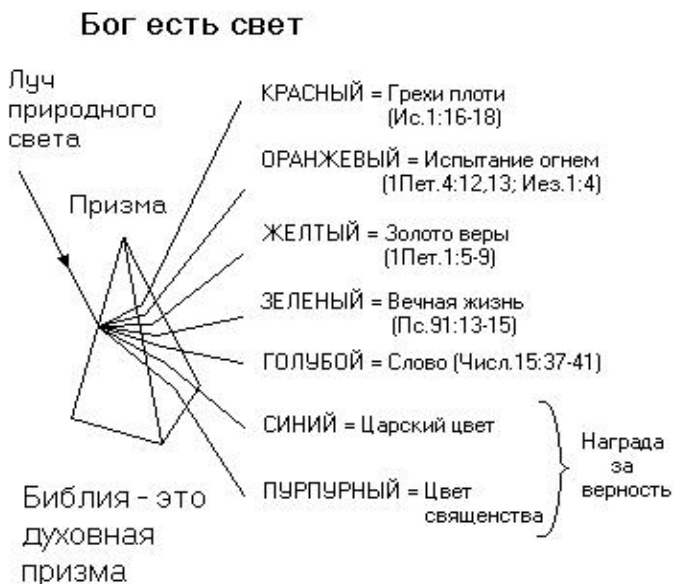 Бог есть свет
Луч
природного
света
Призма
КРАСНЫЙ = Грехи плоти
(Ис.1:16-18)
ОРАНЖЕВЫЙ = Испытание огнем
(1Пет.4:12,13; Иез.1:4)
ЖЕЛТЫЙ = Золото веры
(1Пет.1:5-9)
ЗЕЛЕНЫЙ = Вечная жизнь
(Пс.91:13-15)
ГОЛУБОЙ = Слово (Числ.15:37-41)
СИНИЙ = Царский цвет
ПУРПУРНЫЙ = Цвет
священства
Награда
за
верность
Библия - это
духовная
призма